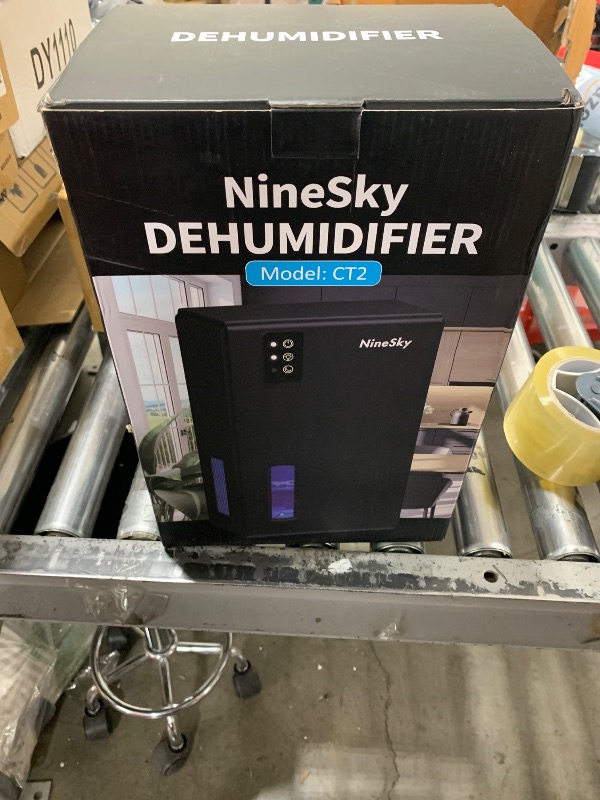 DY1110
DEHUMIDIFIER
NineSky
DEHUMIDIFIER
Model: CT2
NineSky